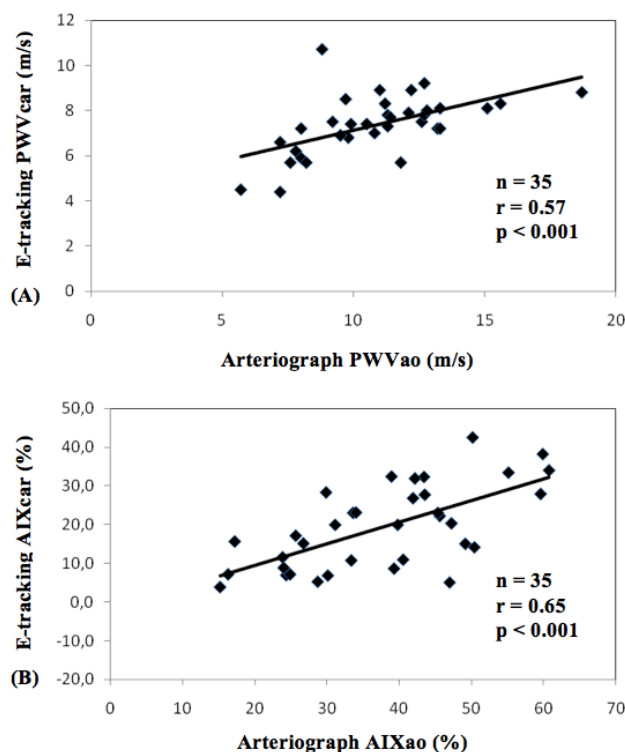 12
10
8
6
4
2
0
E-tracking PWVcar (m/s)
n = 35
r = 0.57
p < 0.001
(A)
0 5 10 15 20
Arteriograph PWVao (m/s)
50,0
40,0
30,0
20,0
10,0
0,0
-10,0
-20,0
E-tracking AIXcar (%)
n = 35
r = 0.65
p < 0.001
(B)
0 10 20 30 40 50 60 70
Arteriograph AIXao (%)